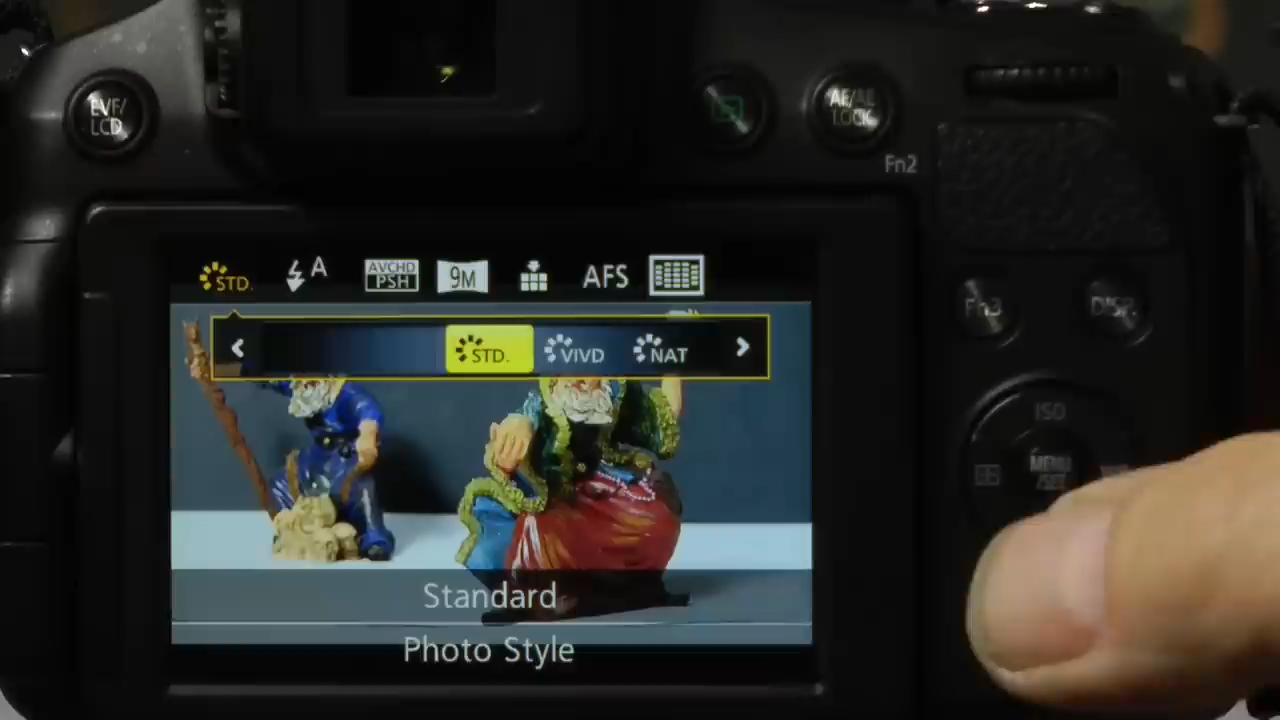 EVF/
LCD
AF/AE
LOCK
Fn2
STD.
A
AVCHD
PSH
9M
AFS
STD.
VIVD
NAT
Fn3
DISP.
ISO
MENU
/SET
Standard
Photo Style